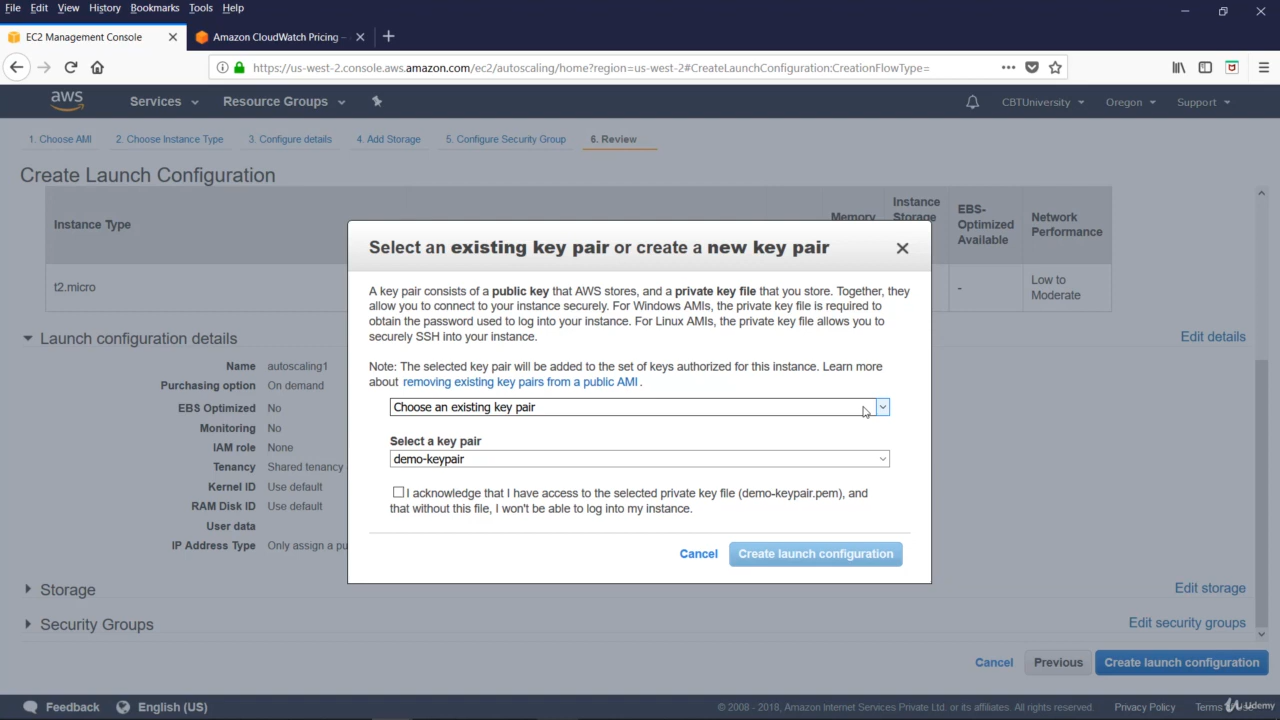 File Edit View History Bookmarks Tools Help
EC2 Management Console
Amazon CloudWatch Pricing –
https://us-west-2.console.aws.amazon.com/ec2/autoscaling/home?region=us-west-2#CreateLaunchConfiguration:CreationFlowType=
aws Services Resource Groups CBTUniversity Oregon Support
1. Choose AMI 2. Choose Instance Type 3. Configure details 4. Add Storage 5. Configure Security Group 6. Review
Create Launch Configuration
Instance Type
Memory
Instance
Storage
EBS-
Optimized
Available
Network
Performance
t2.micro
-
Low to
Moderate
Select an existing key pair or create a new key pair
A key pair consists of a public key that AWS stores, and a private key file that you store. Together, they
allow you to connect to your instance securely. For Windows AMIs, the private key file is required to
obtain the password used to log into your instance. For Linux AMIs, the private key file allows you to
securely SSH into your instance.
Note: The selected key pair will be added to the set of keys authorized for this instance. Learn more
about removing existing key pairs from a public AMI .
Choose an existing key pair
Select a key pair
demo-keypair
I acknowledge that I have access to the selected private key file (demo-keypair.pem), and
that without this file, I won't be able to log into my instance.
Cancel Create launch configuration
Launch configuration details Edit details
Name autoscaling1
Purchasing option On demand
EBS Optimized No
Monitoring No
IAM role None
Tenancy Shared tenancy
Kernel ID Use default
RAM Disk ID Use default
User data
IP Address Type Only assign a pu
Storage Edit storage
Security Groups Edit security groups
Cancel Previous Create launch configuration
Feedback English (US) © 2008 - 2018, Amazon Internet Services Private Ltd. or its affiliates. All rights reserved. Privacy Policy Terms
Udemy